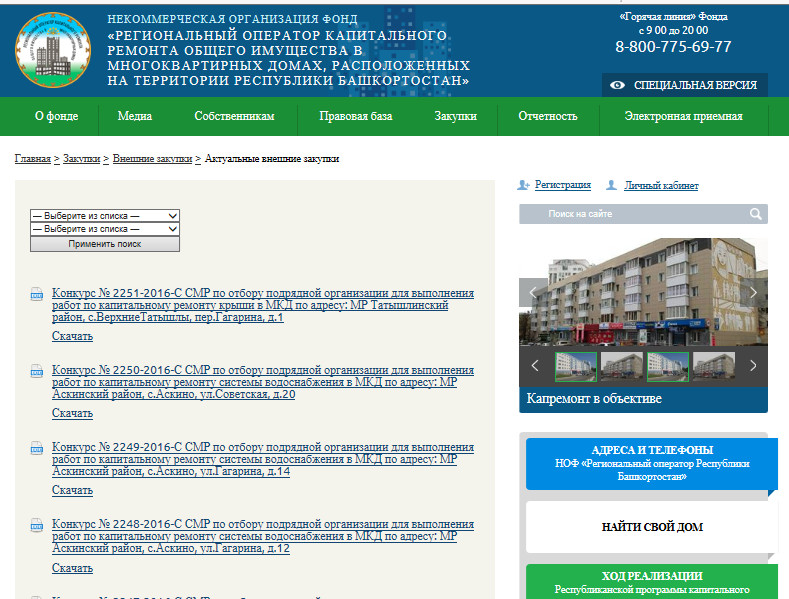 НЕКОММЕРЧЕСКАЯ ОРГАНИЗАЦИЯ ФОНД
«РЕГИОНАЛЬНЫЙ ОПЕРАТОР КАПИТАЛЬНОГО
РЕМОНТА ОБЩЕГО ИМУЩЕСТВА В
МНОГОКВАРТИРНЫХ ДОМАХ, РАСПОЛОЖЕННЫХ
НА ТЕРРИТОРИИ РЕСПУБЛИКИ БАШКОРТОСТАН»
«Горячая линия» Фонда
с 9 00 до 20 00
8-800-775-69-77
СПЕЦИАЛЬНАЯ ВЕРСИЯ
О фонде Медиа Собственникам Правовая база Закупки Отчетность Электронная приемная
Главная > Закупки > Внешние закупки > Актуальные внешние закупки
— Выберите из списка —
— Выберите из списка —
Применить поиск
Конкурс № 2251-2016-С СМР по отбору подрядной организации для выполнения
работ по капитальному ремонту крыши в МКД по адресу: МР Татышлинский
район, с.ВерхниеТатышлы, пер.Гагарина, д.1
Скачать
Конкурс № 2250-2016-С СМР по отбору подрядной организации для выполнения
работ по капитальному ремонту системы водоснабжения в МКД по адресу: МР
Аскинский район, с.Аскино, ул.Советская, д.20
Скачать
Конкурс № 2249-2016-С СМР по отбору подрядной организации для выполнения
работ по капитальному ремонту системы водоснабжения в МКД по адресу: МР
Аскинский район, с.Аскино, ул.Гагарина, д.14
Скачать
Конкурс № 2248-2016-С СМР по отбору подрядной организации для выполнения
работ по капитальному ремонту системы водоснабжения в МКД по адресу: МР
Аскинский район, с.Аскино, ул.Гагарина, д.12
Скачать
Регистрация Личный кабинет
Поиск на сайте
Капремонт в объективе
АДРЕСА И ТЕЛЕФОНЫ
НОФ «Региональный оператор Республики
Башкортостан»
НАЙТИ СВОЙ ДОМ
ХОД РЕАЛИЗАЦИИ
Республиканской программы капитального